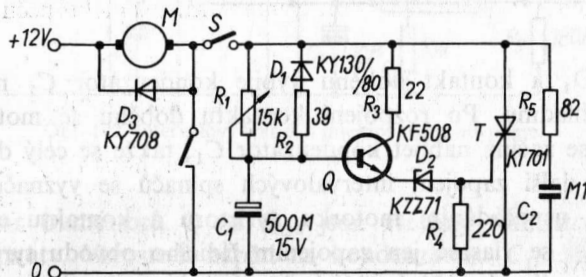 M S
+12V
D₁ KY130/
/80
R₁ R₃ 22 R₅
D₃ 15K 39 82
KY708 R₂ KF508 T
D₂ KT701
Q M1
KZ271
C₁ 500M R₄ 220 C₂
15V
0